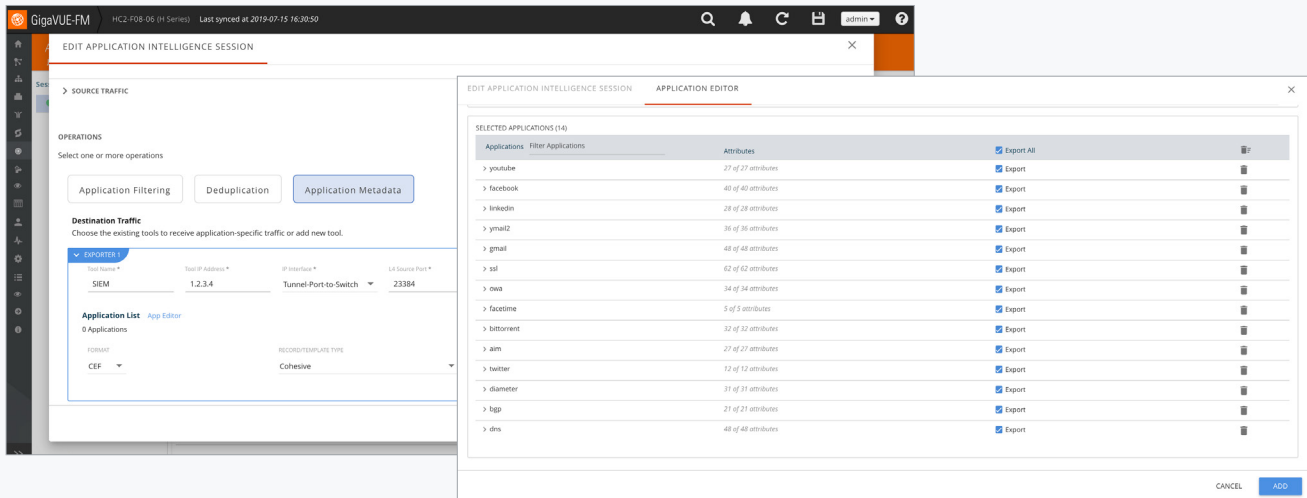 GigaVUE-FM HC2-F08-06 (H Series) Last synced at 2019-07-15 16:30:50 admin
EDIT APPLICATION INTELLIGENCE SESSION
SOURCE TRAFFIC
OPERATIONS
Select one or more operations
Application Filtering Deduplication Application Metadata
Destination Traffic
Choose the existing tools to receive application-specific traffic or add new tool.
EXPORTER 1
Tool Name * Tool IP Address * IP Interface * L4 Source Port *
SIEM 1.2.3.4 Tunnel-Port-to-Switch 23384
Application List App Editor
0 Applications
FORMAT RECORD/TEMPLATE TYPE
CEF Cohesive
EDIT APPLICATION INTELLIGENCE SESSION APPLICATION EDITOR
SELECTED APPLICATIONS (14)
Applications Filter Applications Attributes Export All
youtube 27 of 27 attributes Export
facebook 40 of 40 attributes Export
linkedin 28 of 28 attributes Export
ymail2 36 of 36 attributes Export
gmail 48 of 48 attributes Export
ssl 62 of 62 attributes Export
owa 34 of 34 attributes Export
facetime 5 of 5 attributes Export
bittorrent 32 of 32 attributes Export
aim 27 of 27 attributes Export
twitter 12 of 12 attributes Export
diameter 31 of 31 attributes Export
bgp 21 of 21 attributes Export
dns 48 of 48 attributes Export
CANCEL ADD